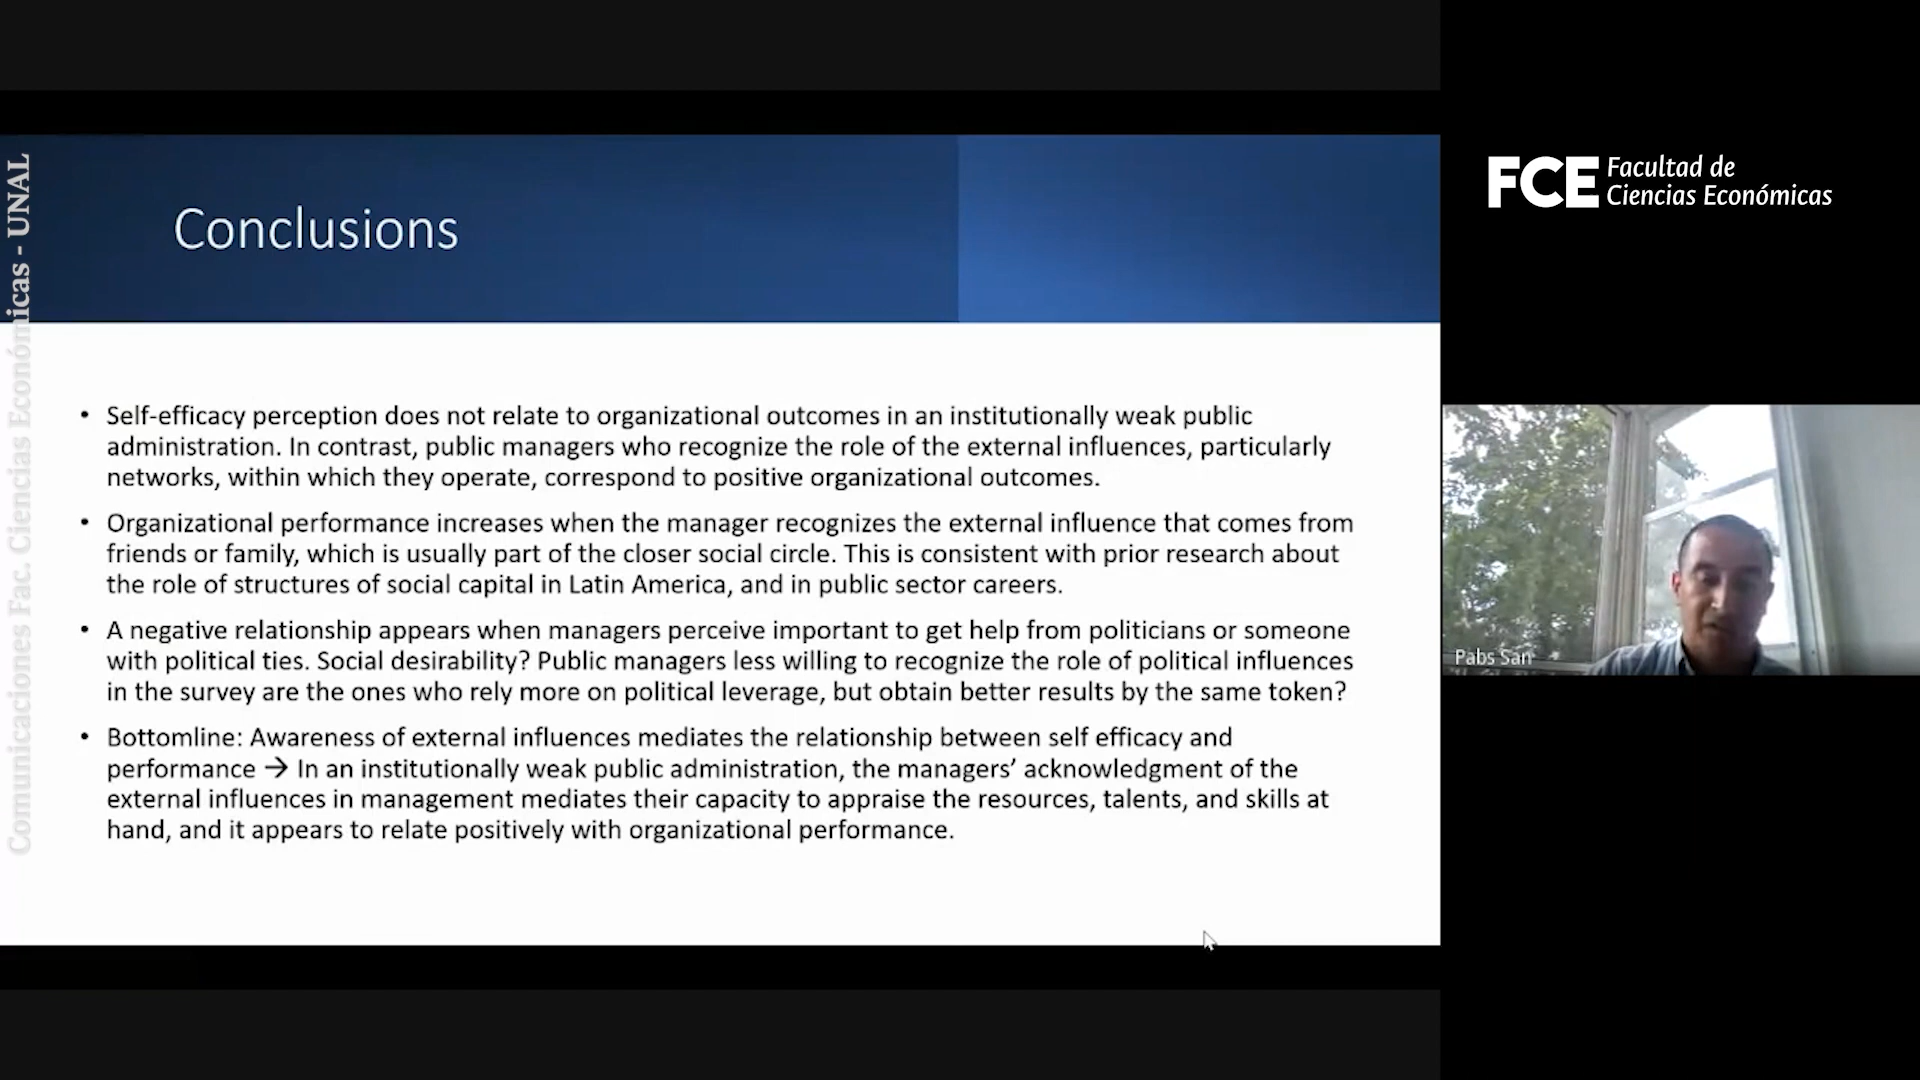 Comunicaciones Fac. Ciencias Económicas - UNAL
Conclusions
• Self-efficacy perception does not relate to organizational outcomes in an institutionally weak public
administration. In contrast, public managers who recognize the role of the external influences, particularly
networks, within which they operate, correspond to positive organizational outcomes.
• Organizational performance increases when the manager recognizes the external influence that comes from
friends or family, which is usually part of the closer social circle. This is consistent with prior research about
the role of structures of social capital in Latin America, and in public sector careers.
• A negative relationship appears when managers perceive important to get help from politicians or someone
with political ties. Social desirability? Public managers less willing to recognize the role of political influences
in the survey are the ones who rely more on political leverage, but obtain better results by the same token?
• Bottomline: Awareness of external influences mediates the relationship between self efficacy and
performance → In an institutionally weak public administration, the managers’ acknowledgment of the
external influences in management mediates their capacity to appraise the resources, talents, and skills at
hand, and it appears to relate positively with organizational performance.
FCE Facultad de
Ciencias Económicas
Pabs San